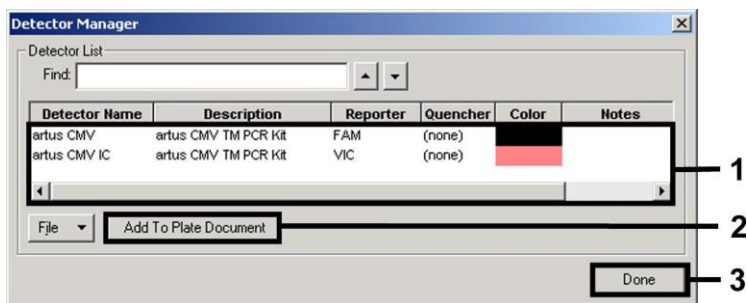 Detector Manager
Detector List
Find:
Detector Name Description Reporter Quencher Color Notes
artus CMV artus CMV TM PCR Kit FAM (none)
artus CMV IC artus CMV TM PCR Kit VIC (none)
1
File Add To Plate Document 2
Done 3